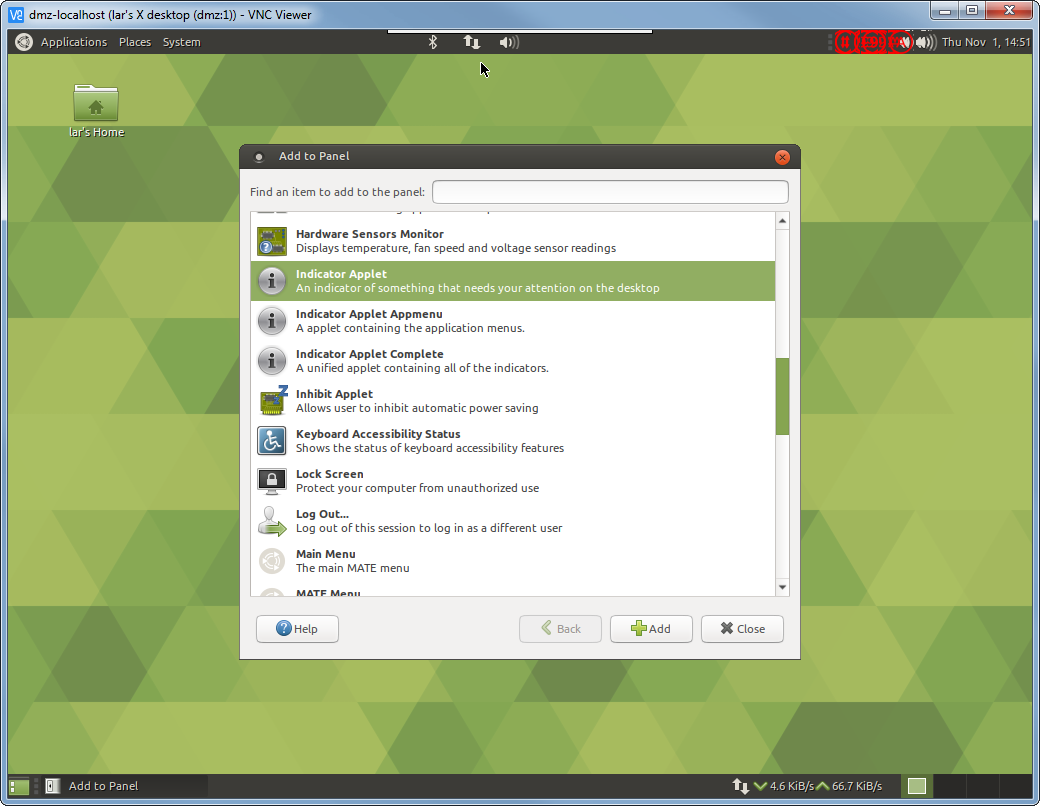 dmz-localhost (lar's X desktop (dmz:1)) - VNC Viewer
Applications Places System
Thu Nov 1, 14:51
lar's Home
Add to Panel
Find an item to add to the panel:
Hardware Sensors Monitor
Displays temperature, fan speed and voltage sensor readings
Indicator Applet
An indicator of something that needs your attention on the desktop
Indicator Applet Appmenu
A applet containing the application menus.
Indicator Applet Complete
A unified applet containing all of the indicators.
Inhibit Applet
Allows user to inhibit automatic power saving
Keyboard Accessibility Status
Shows the status of keyboard accessibility features
Lock Screen
Protect your computer from unauthorized use
Log Out...
Log out of this session to log in as a different user
Main Menu
The main MATE menu
MATE Menu
Help
Back
Add
Close
Add to Panel
4.6 KiB/s 66.7 KiB/s